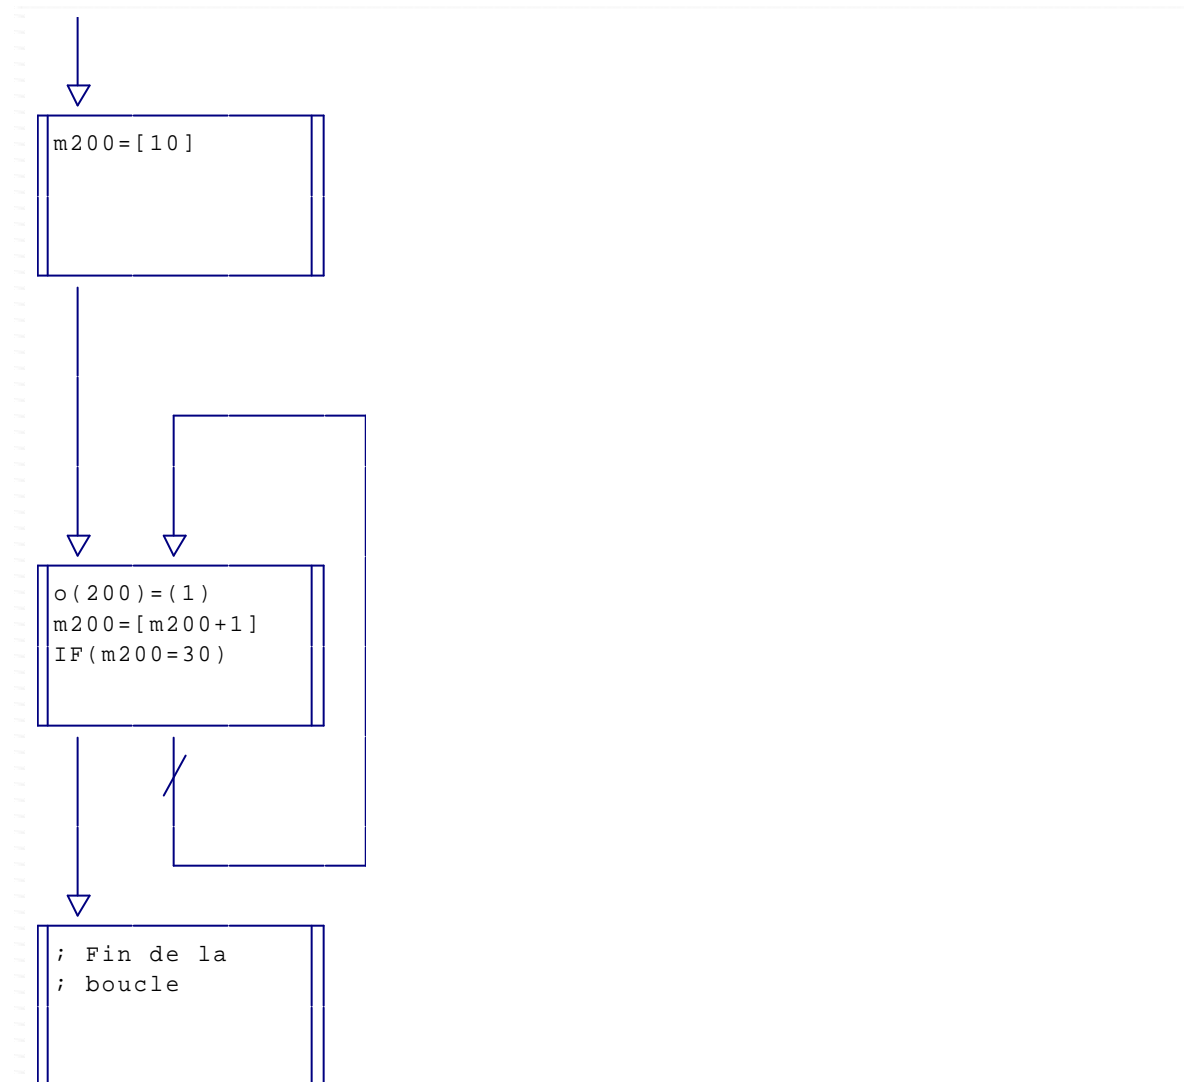 m200=[10]
o(200)=(1)
m200=[m200+1]
IF(m200=30)
; Fin de la
; boucle